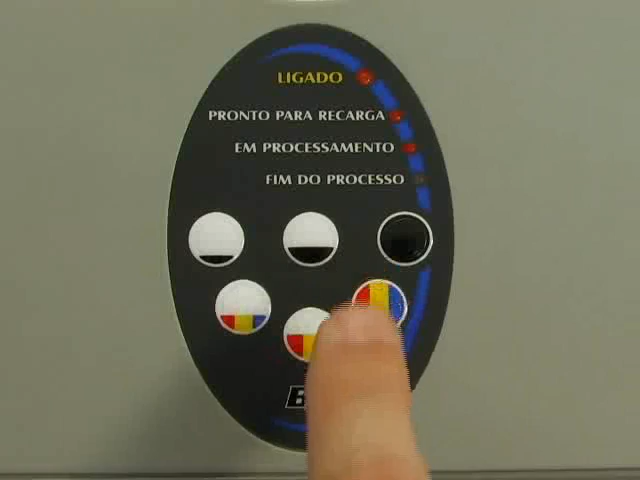 LIGADO
PRONTO PARA RECARGA
EM PROCESSAMENTO
FIM DO PROCESSO